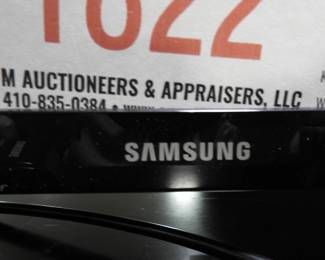 1622
M AUCTIONEERS & APPRAISERS, LLC
410-835-0384 •
SAMSUNG